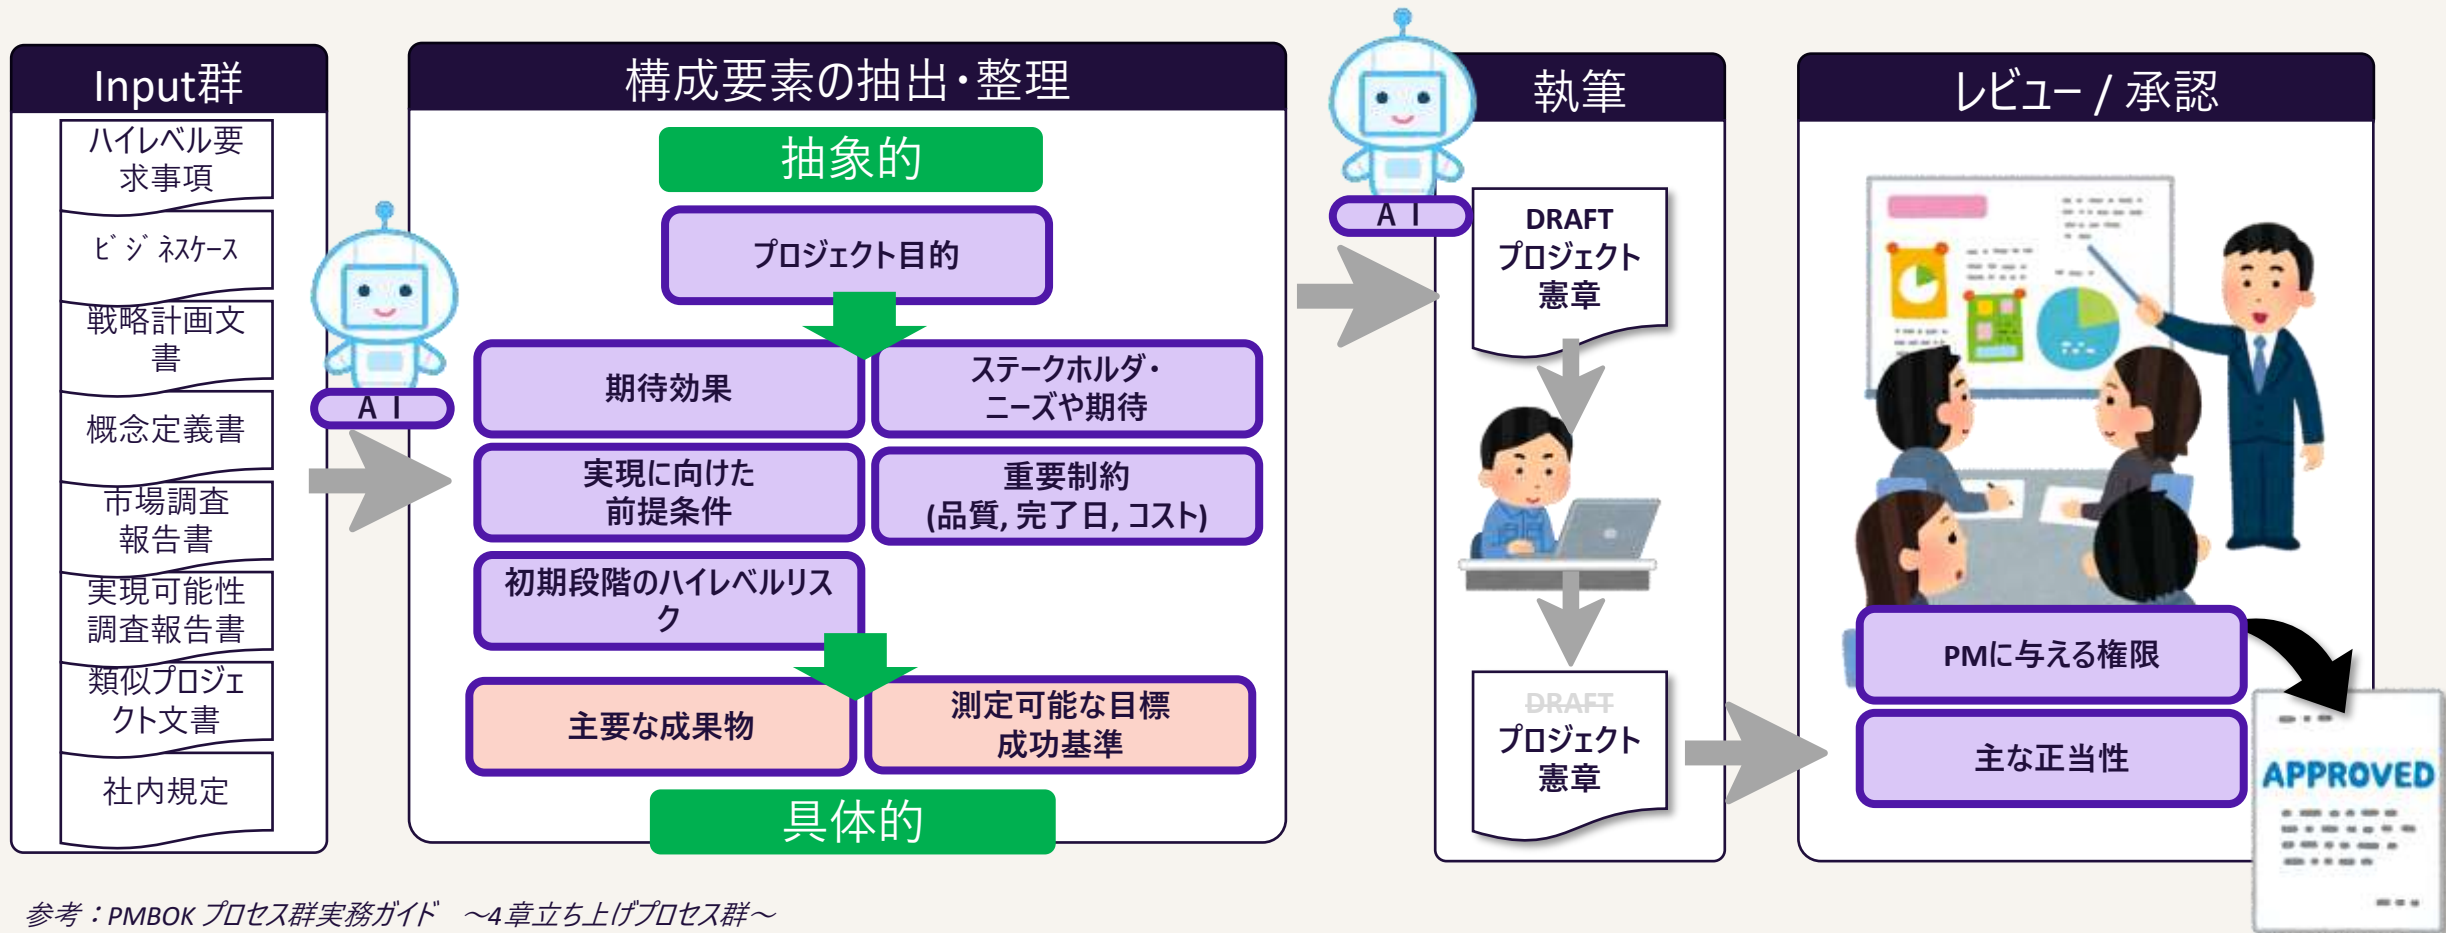 Input群
ハイレベル要
求事項
ビジネスケース
戦略計画文
書
概念定義書
市場調査
報告書
実現可能性
調査報告書
類似プロジェ
クト文書
社内規定
AI
構成要素の抽出・整理
抽象的
プロジェクト目的
期待効果
ステークホルダ・
ニーズや期待
実現に向けた
前提条件
重要制約
(品質, 完了日, コスト)
初期段階のハイレベルリス
ク
主要な成果物
測定可能な目標
成功基準
具体的
AI
執筆
DRAFT
プロジェクト
憲章
DRAFT
プロジェクト
憲章
レビュー / 承認
PMに与える権限
主な正当性
APPROVED
参考：PMBOK プロセス群実務ガイド　～4章立ち上げプロセス群～